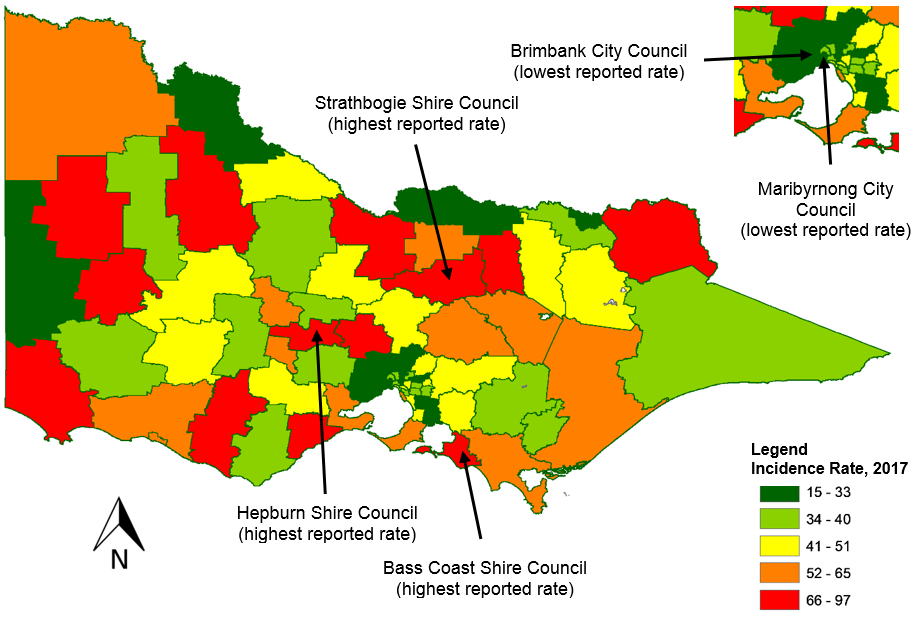 Brimbank City Council
(lowest reported rate)
Strathbogie Shire Council
(highest reported rate)
Maribyrnong City
Council
(lowest reported rate)
Legend
Incidence Rate, 2017
15 - 33
34 - 40
41 - 51
52 - 65
66 - 97
Hepburn Shire Council
(highest reported rate)
N
Bass Coast Shire Council
(highest reported rate)